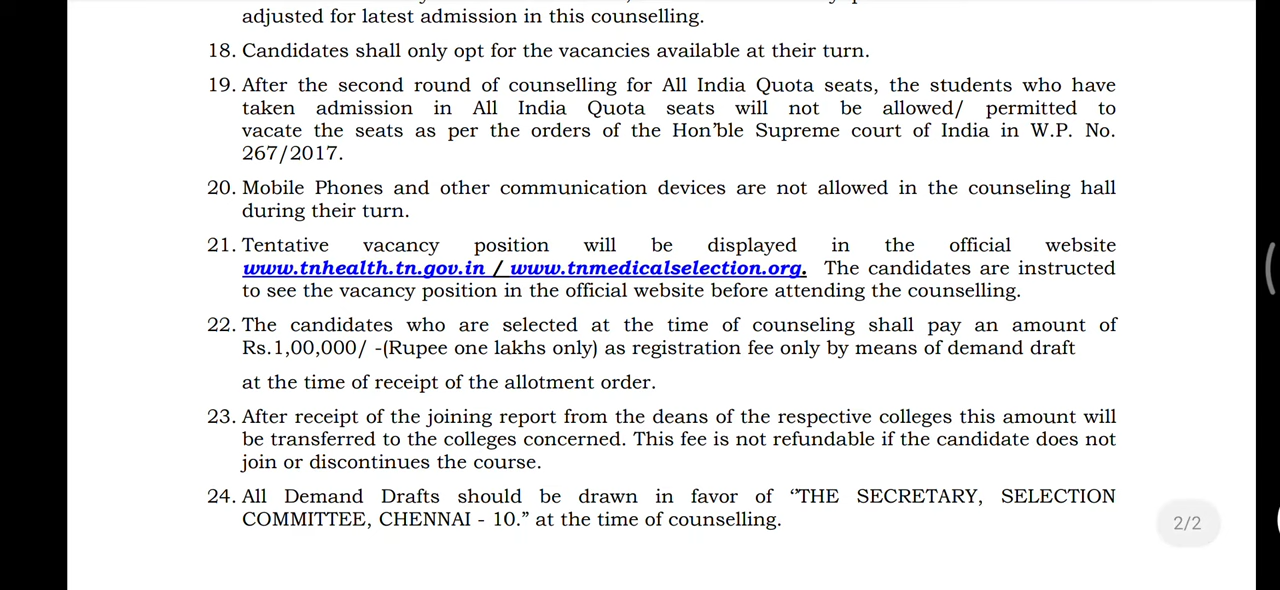 adjusted for latest admission in this counselling.
18. Candidates shall only opt for the vacancies available at their turn.
19. After the second round of counselling for All India Quota seats, the students who have
taken admission in All India Quota seats will not be allowed/ permitted to
vacate the seats as per the orders of the Hon’ble Supreme court of India in W.P. No.
267/2017.
20. Mobile Phones and other communication devices are not allowed in the counseling hall
during their turn.
21. Tentative vacancy position will be displayed in the official website
www.tnhealth.tn.gov.in / www.tnmedicalselection.org. The candidates are instructed
to see the vacancy position in the official website before attending the counselling.
22. The candidates who are selected at the time of counseling shall pay an amount of
Rs.1,00,000/ -(Rupee one lakhs only) as registration fee only by means of demand draft
at the time of receipt of the allotment order.
23. After receipt of the joining report from the deans of the respective colleges this amount will
be transferred to the colleges concerned. This fee is not refundable if the candidate does not
join or discontinues the course.
24. All Demand Drafts should be drawn in favor of “THE SECRETARY, SELECTION
COMMITTEE, CHENNAI - 10.” at the time of counselling.
2/2